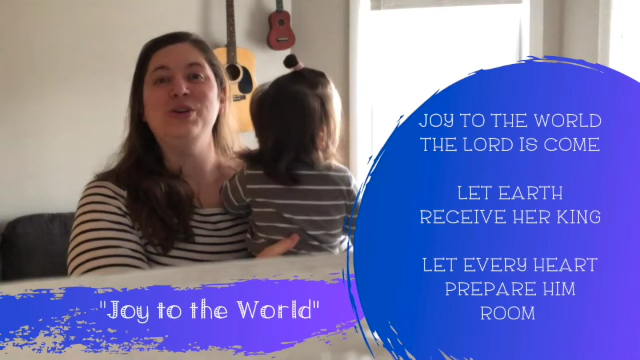 JOY TO THE WORLD
THE LORD IS COME
LET EARTH
RECEIVE HER KING
LET EVERY HEART
PREPARE HIM
ROOM
"Joy to the World"